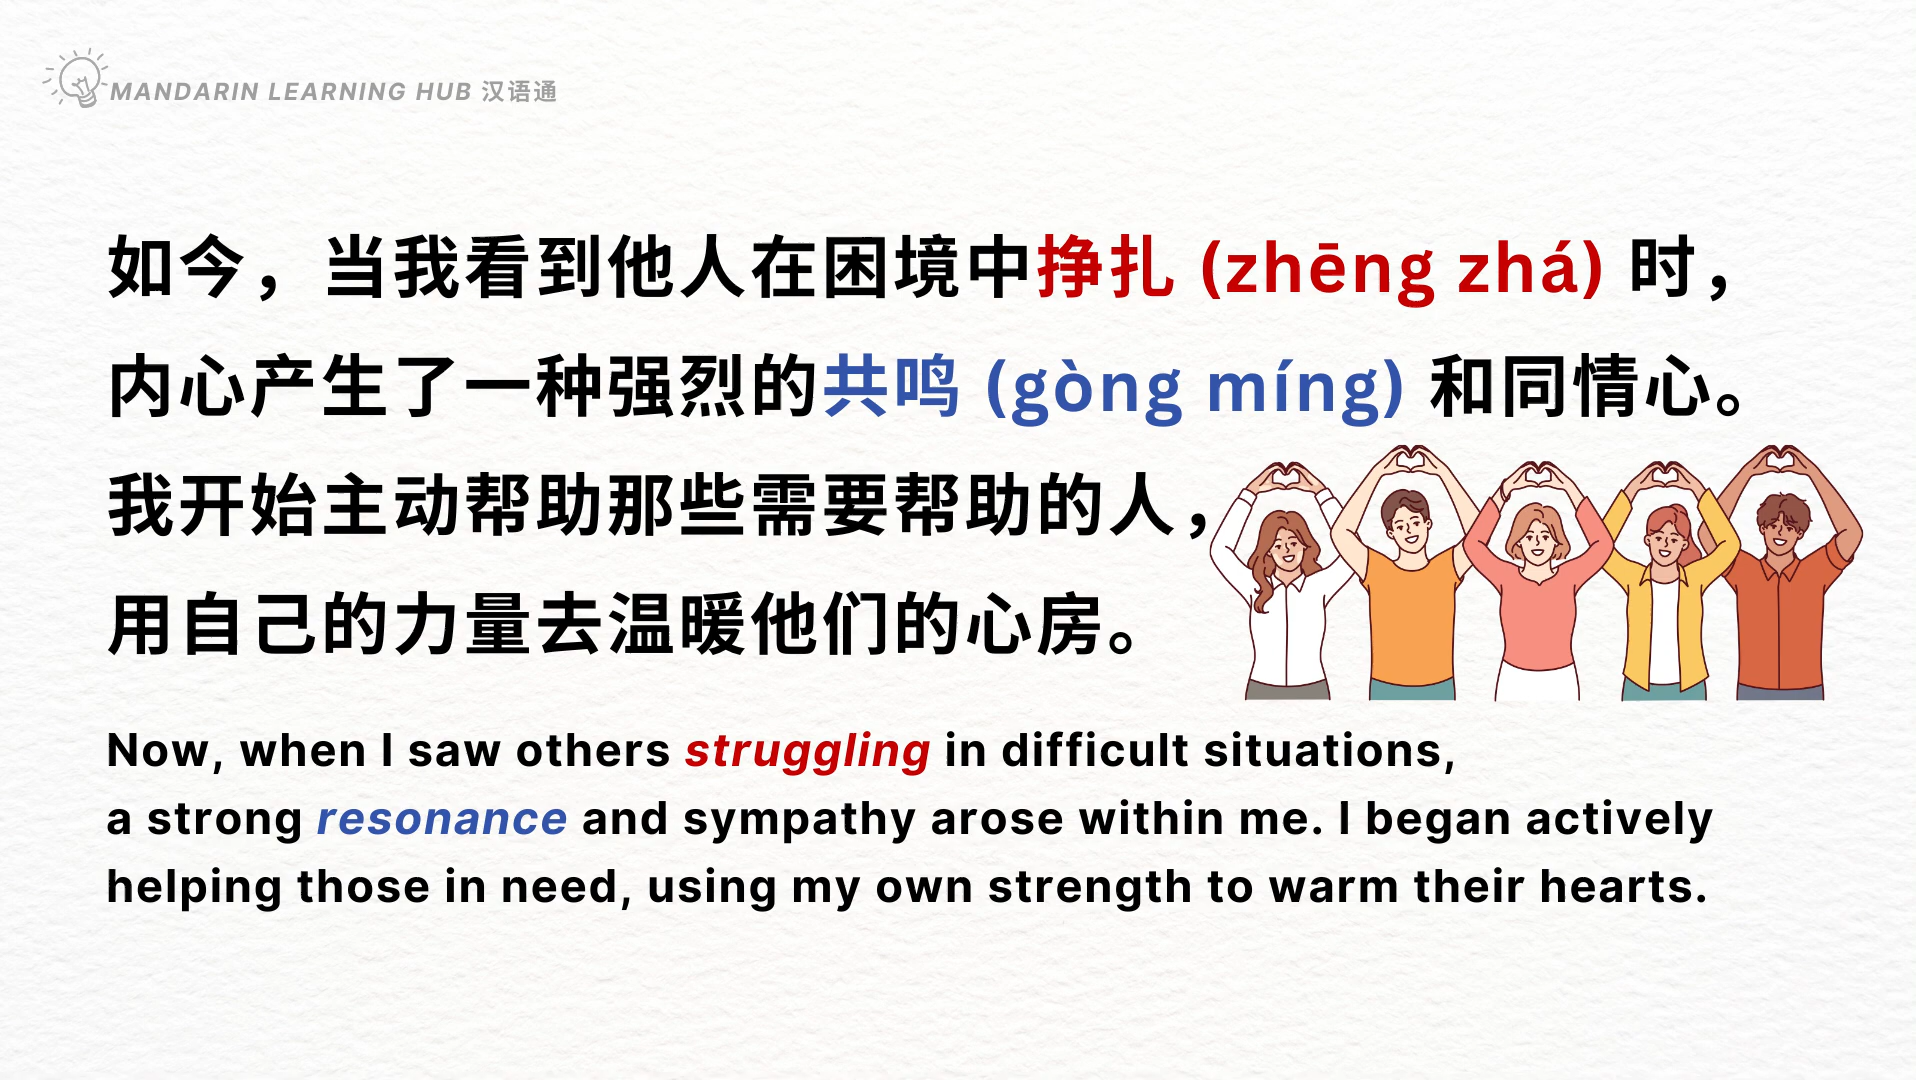 MANDARIN LEARNING HUB 汉语通
如今，当我看到他人在困境中挣扎 (zhēng zhá) 时，
内心产生了一种强烈的共鸣 (gòng míng) 和同情心。
我开始主动帮助那些需要帮助的人，
用自己的力量去温暖他们的心房。
Now, when I saw others struggling in difficult situations,
a strong resonance and sympathy arose within me. I began actively
helping those in need, using my own strength to warm their hearts.